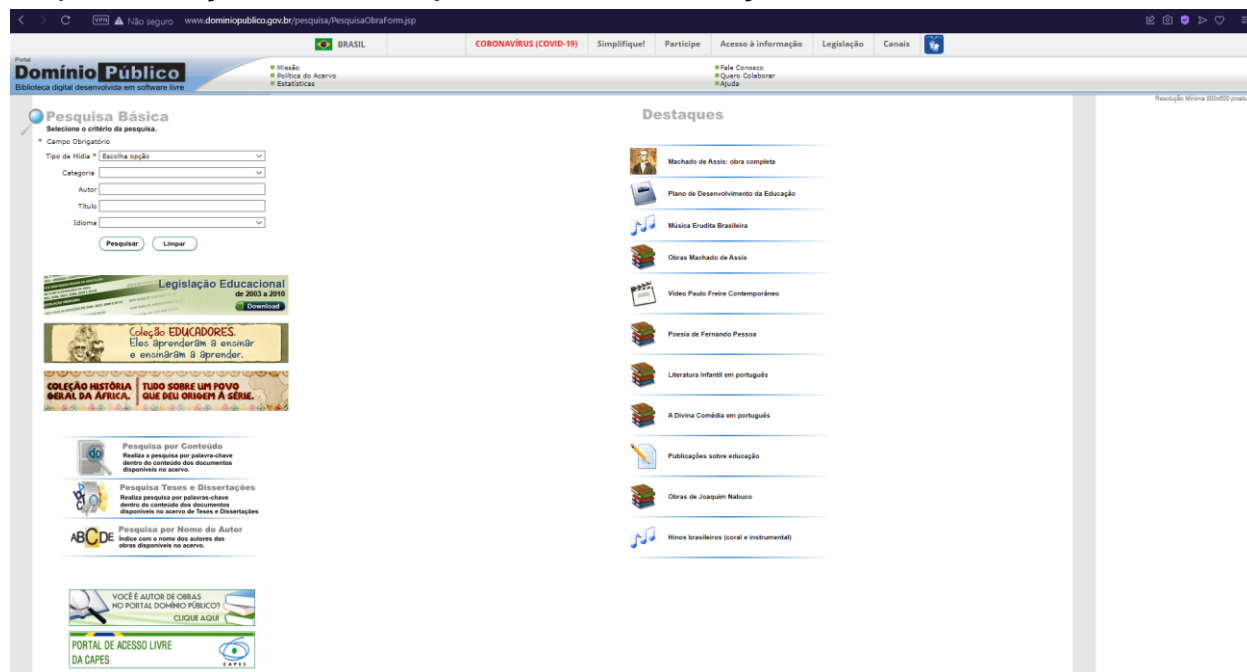 VPN Não seguro www.dominiopublico.gov.br/pesquisa/PesquisaObraForm.jsp
BRASIL CORONAVÍRUS (COVID-19) Simplifique! Participe Acesso à informação Legislação Canais
Portal
Domínio Público
Biblioteca digital desenvolvida em software livre
Missão
Política do Acervo
Estatísticas
Fale Conosco
Quero Colaborar
Ajuda
Resolução Mínima 800x600 pixels
Pesquisa Básica
Selecione o critério da pesquisa.
* Campo Obrigatório
Tipo de Mídia * Escolha opção
Categoria
Autor
Título
Idioma
Pesquisar Limpar
Legislação Educacional
de 2003 a 2010
Download
Coleção EDUCADORES.
Eles aprenderam a ensinar
e ensinaram a aprender.
COLEÇÃO HISTÓRIA
GERAL DA ÁFRICA.
TUDO SOBRE UM POVO
QUE DEU ORIGEM À SÉRIE.
Pesquisa por Conteúdo
Realiza a pesquisa por palavra-chave
dentro do conteúdo dos documentos
disponíveis no acervo.
Pesquisa Teses e Dissertações
Realiza pesquisa por palavras-chave
dentro do conteúdo dos documentos
disponíveis no acervo de Teses e Dissertações
ABCDE
Pesquisa por Nome do Autor
Índice com o nome dos autores das
obras disponíveis no acervo.
VOCÊ É AUTOR DE OBRAS
NO PORTAL DOMÍNIO PÚBLICO?
CLIQUE AQUI
PORTAL DE ACESSO LIVRE
DA CAPES
CAPES
Destaques
Machado de Assis: obra completa
Plano de Desenvolvimento da Educação
Música Erudita Brasileira
Obras Machado de Assis
Vídeo Paulo Freire Contemporâneo
Poesia de Fernando Pessoa
Literatura Infantil em português
A Divina Comédia em português
Publicações sobre educação
Obras de Joaquim Nabuco
Hinos brasileiros (coral e instrumental)